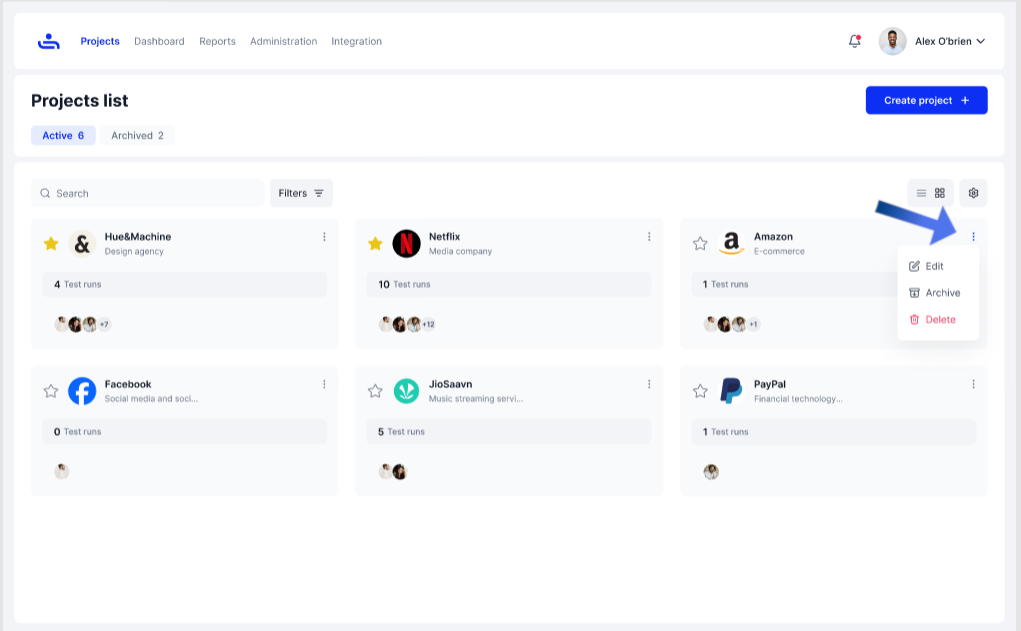 Projects Dashboard Reports Administration Integration Alex O'brien
Projects list Create project +
Active 6 Archived 2
Search Filters
Hue&Machine
Design agency
4 Test runs
+7
Netflix
Media company
10 Test runs
+12
Amazon
E-commerce
1 Test runs
+1
Edit
Archive
Delete
Facebook
Social media and soci...
0 Test runs
JioSaavn
Music streaming servi...
5 Test runs
PayPal
Financial technology...
1 Test runs